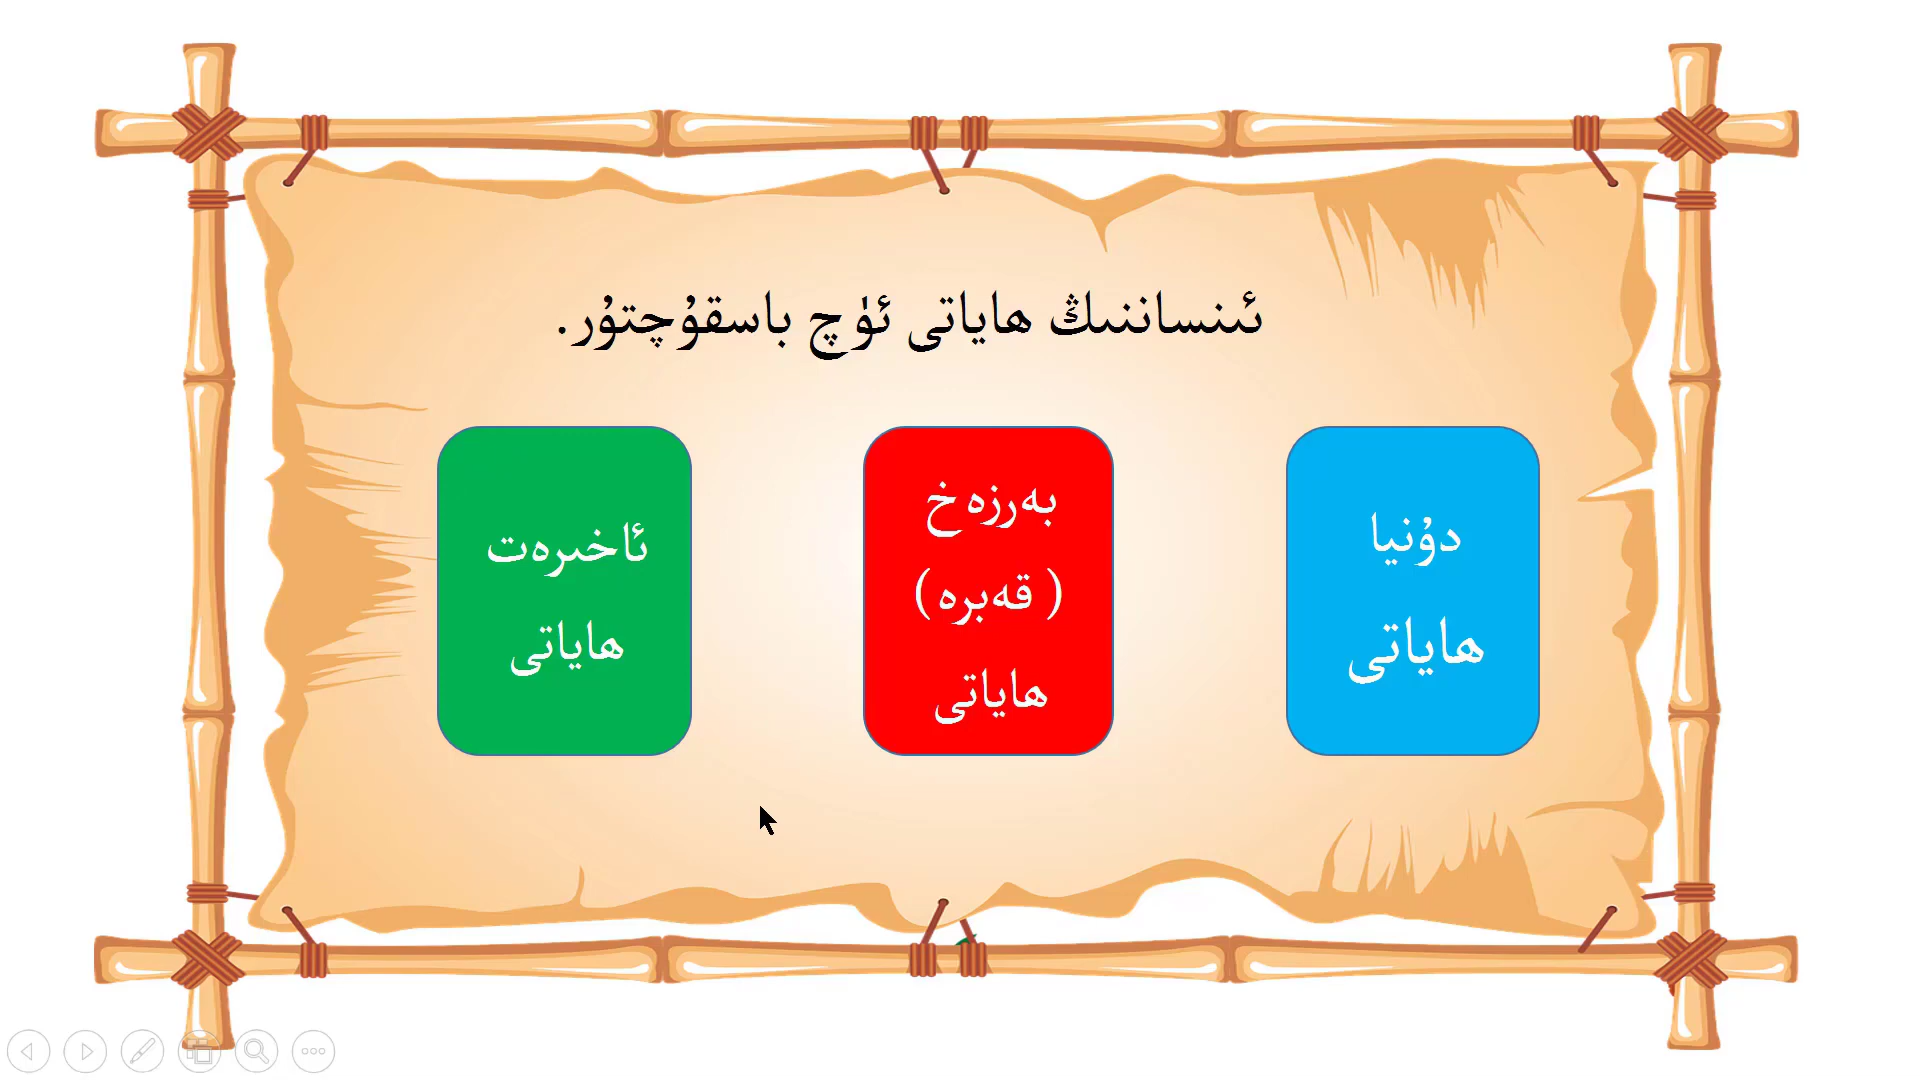 ئىنساننىڭ ھاياتى ئۈچ باسقۇچتۇر.
دۇنيا
ھاياتى
بەرزەخ
( قەبرە )
ھاياتى
ئاخىرەت
ھاياتى